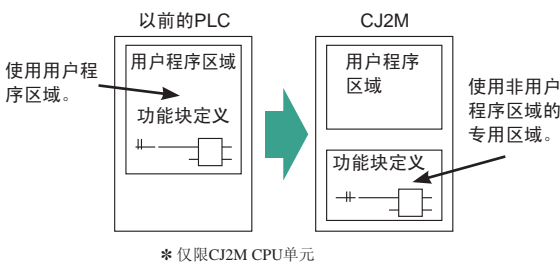 以前的PLC
CJ2M
使用用户程
序区域。
用户程序区域
功能块定义
用户程序
区域
功能块定义
使用非用户
程序区域的
专用区域。
* 仅限CJ2M CPU单元